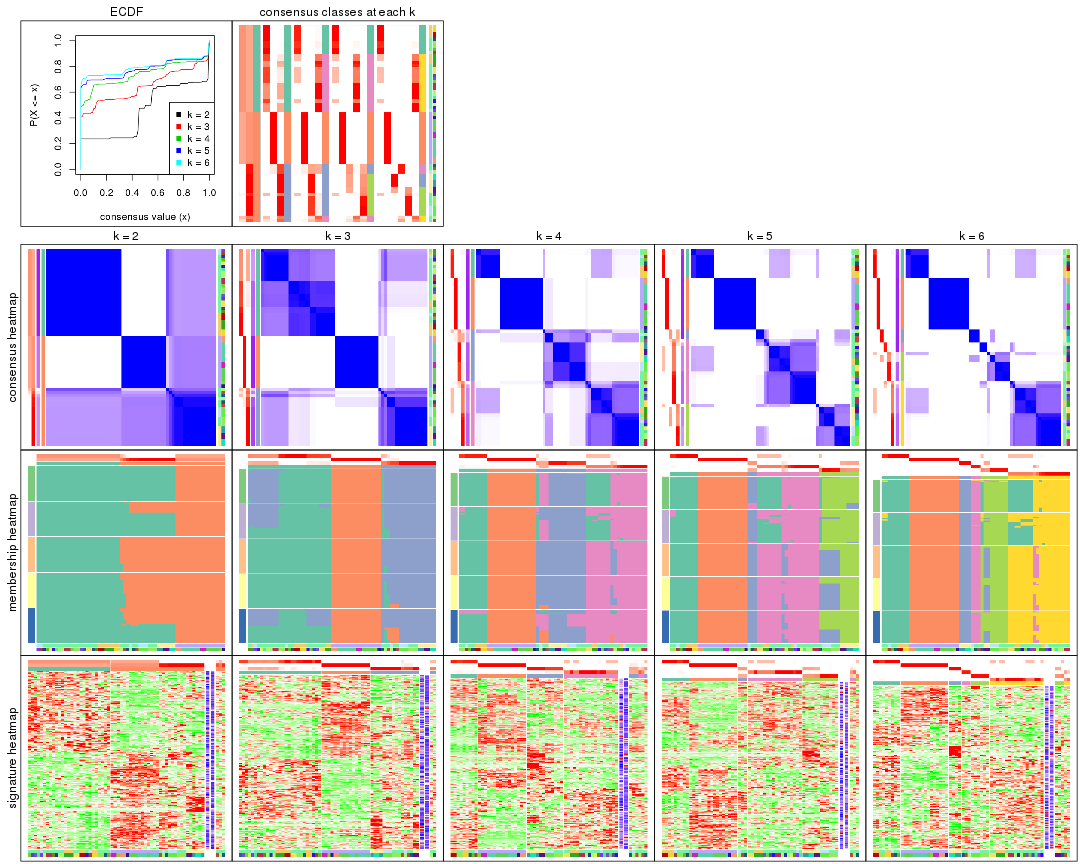 ECDF
consensus classes at each k
P(X <= x)
1.0
0.8
0.6
0.4
0.2
0.0
k = 2
k = 3
k = 4
k = 5
k = 6
0.0 0.2 0.4 0.6 0.8 1.0
consensus value (x)
k = 2
k = 3
k = 4
k = 5
k = 6
consensus heatmap
membership heatmap
signature heatmap